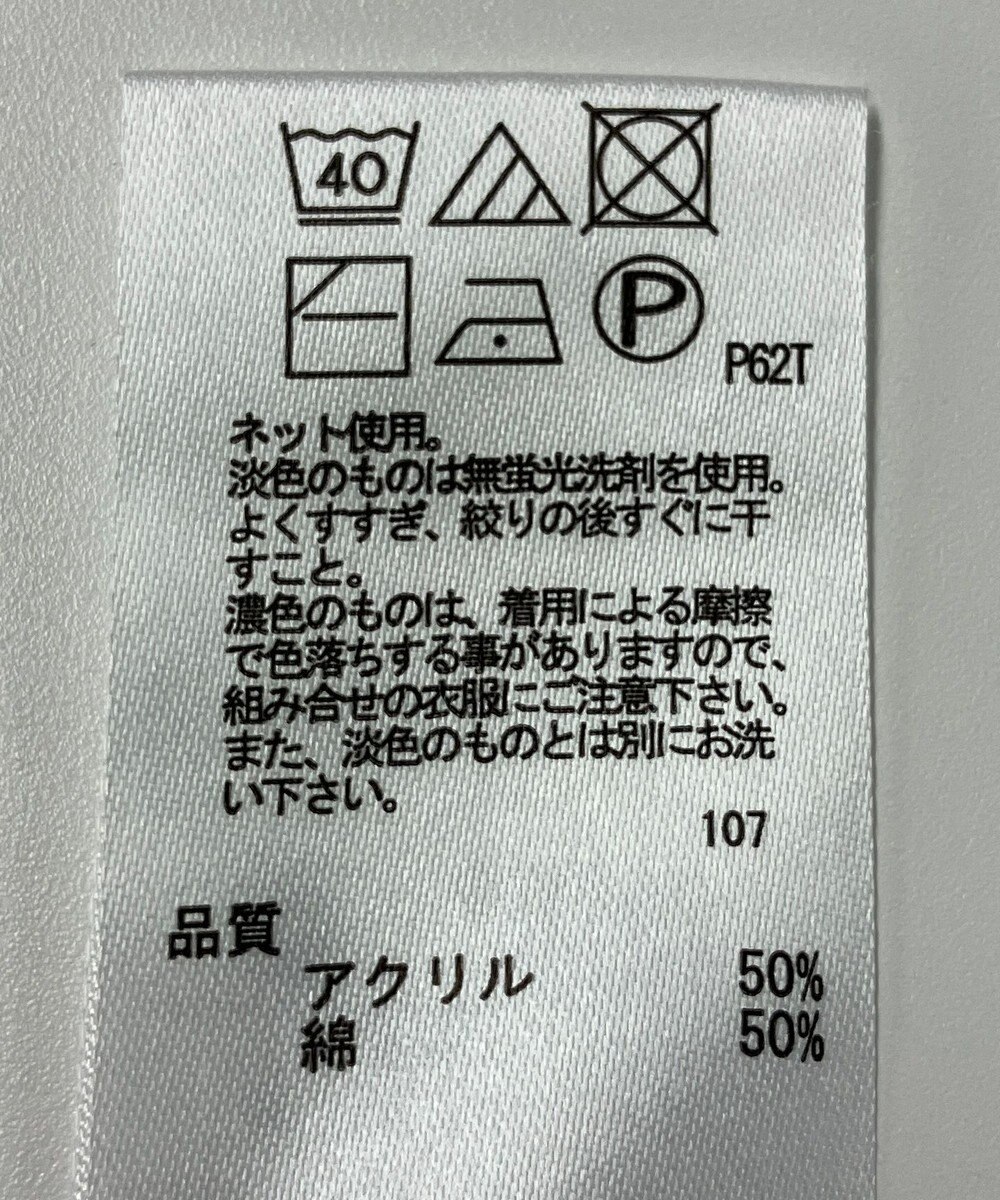 40
P
P62T
ネット使用。
淡色のものは無蛍光洗剤を使用。
よくすすぎ、絞りの後すぐに干
すこと。
濃色のものは、着用による摩擦
で色落ちする事がありますので、
組み合せの衣服にご注意下さい。
また、淡色のものとは別にお洗
い下さい。
107
品質
アクリル 50%
綿 50%